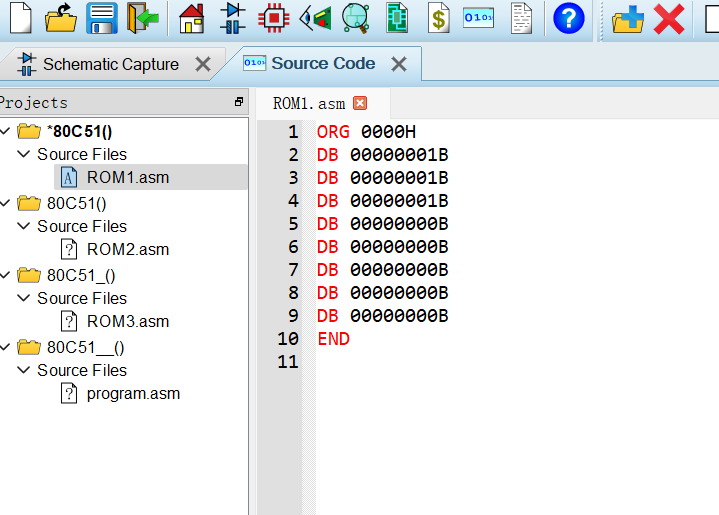 $
0101
?
Schematic Capture
0101 Source Code
Projects
ROM1.asm
*80C51()
Source Files
A ROM1.asm
80C51()
Source Files
? ROM2.asm
80C51_()
Source Files
? ROM3.asm
80C51__()
Source Files
? program.asm
1 ORG 0000H
2 DB 00000001B
3 DB 00000001B
4 DB 00000001B
5 DB 00000000B
6 DB 00000000B
7 DB 00000000B
8 DB 00000000B
9 DB 00000000B
10 END
11